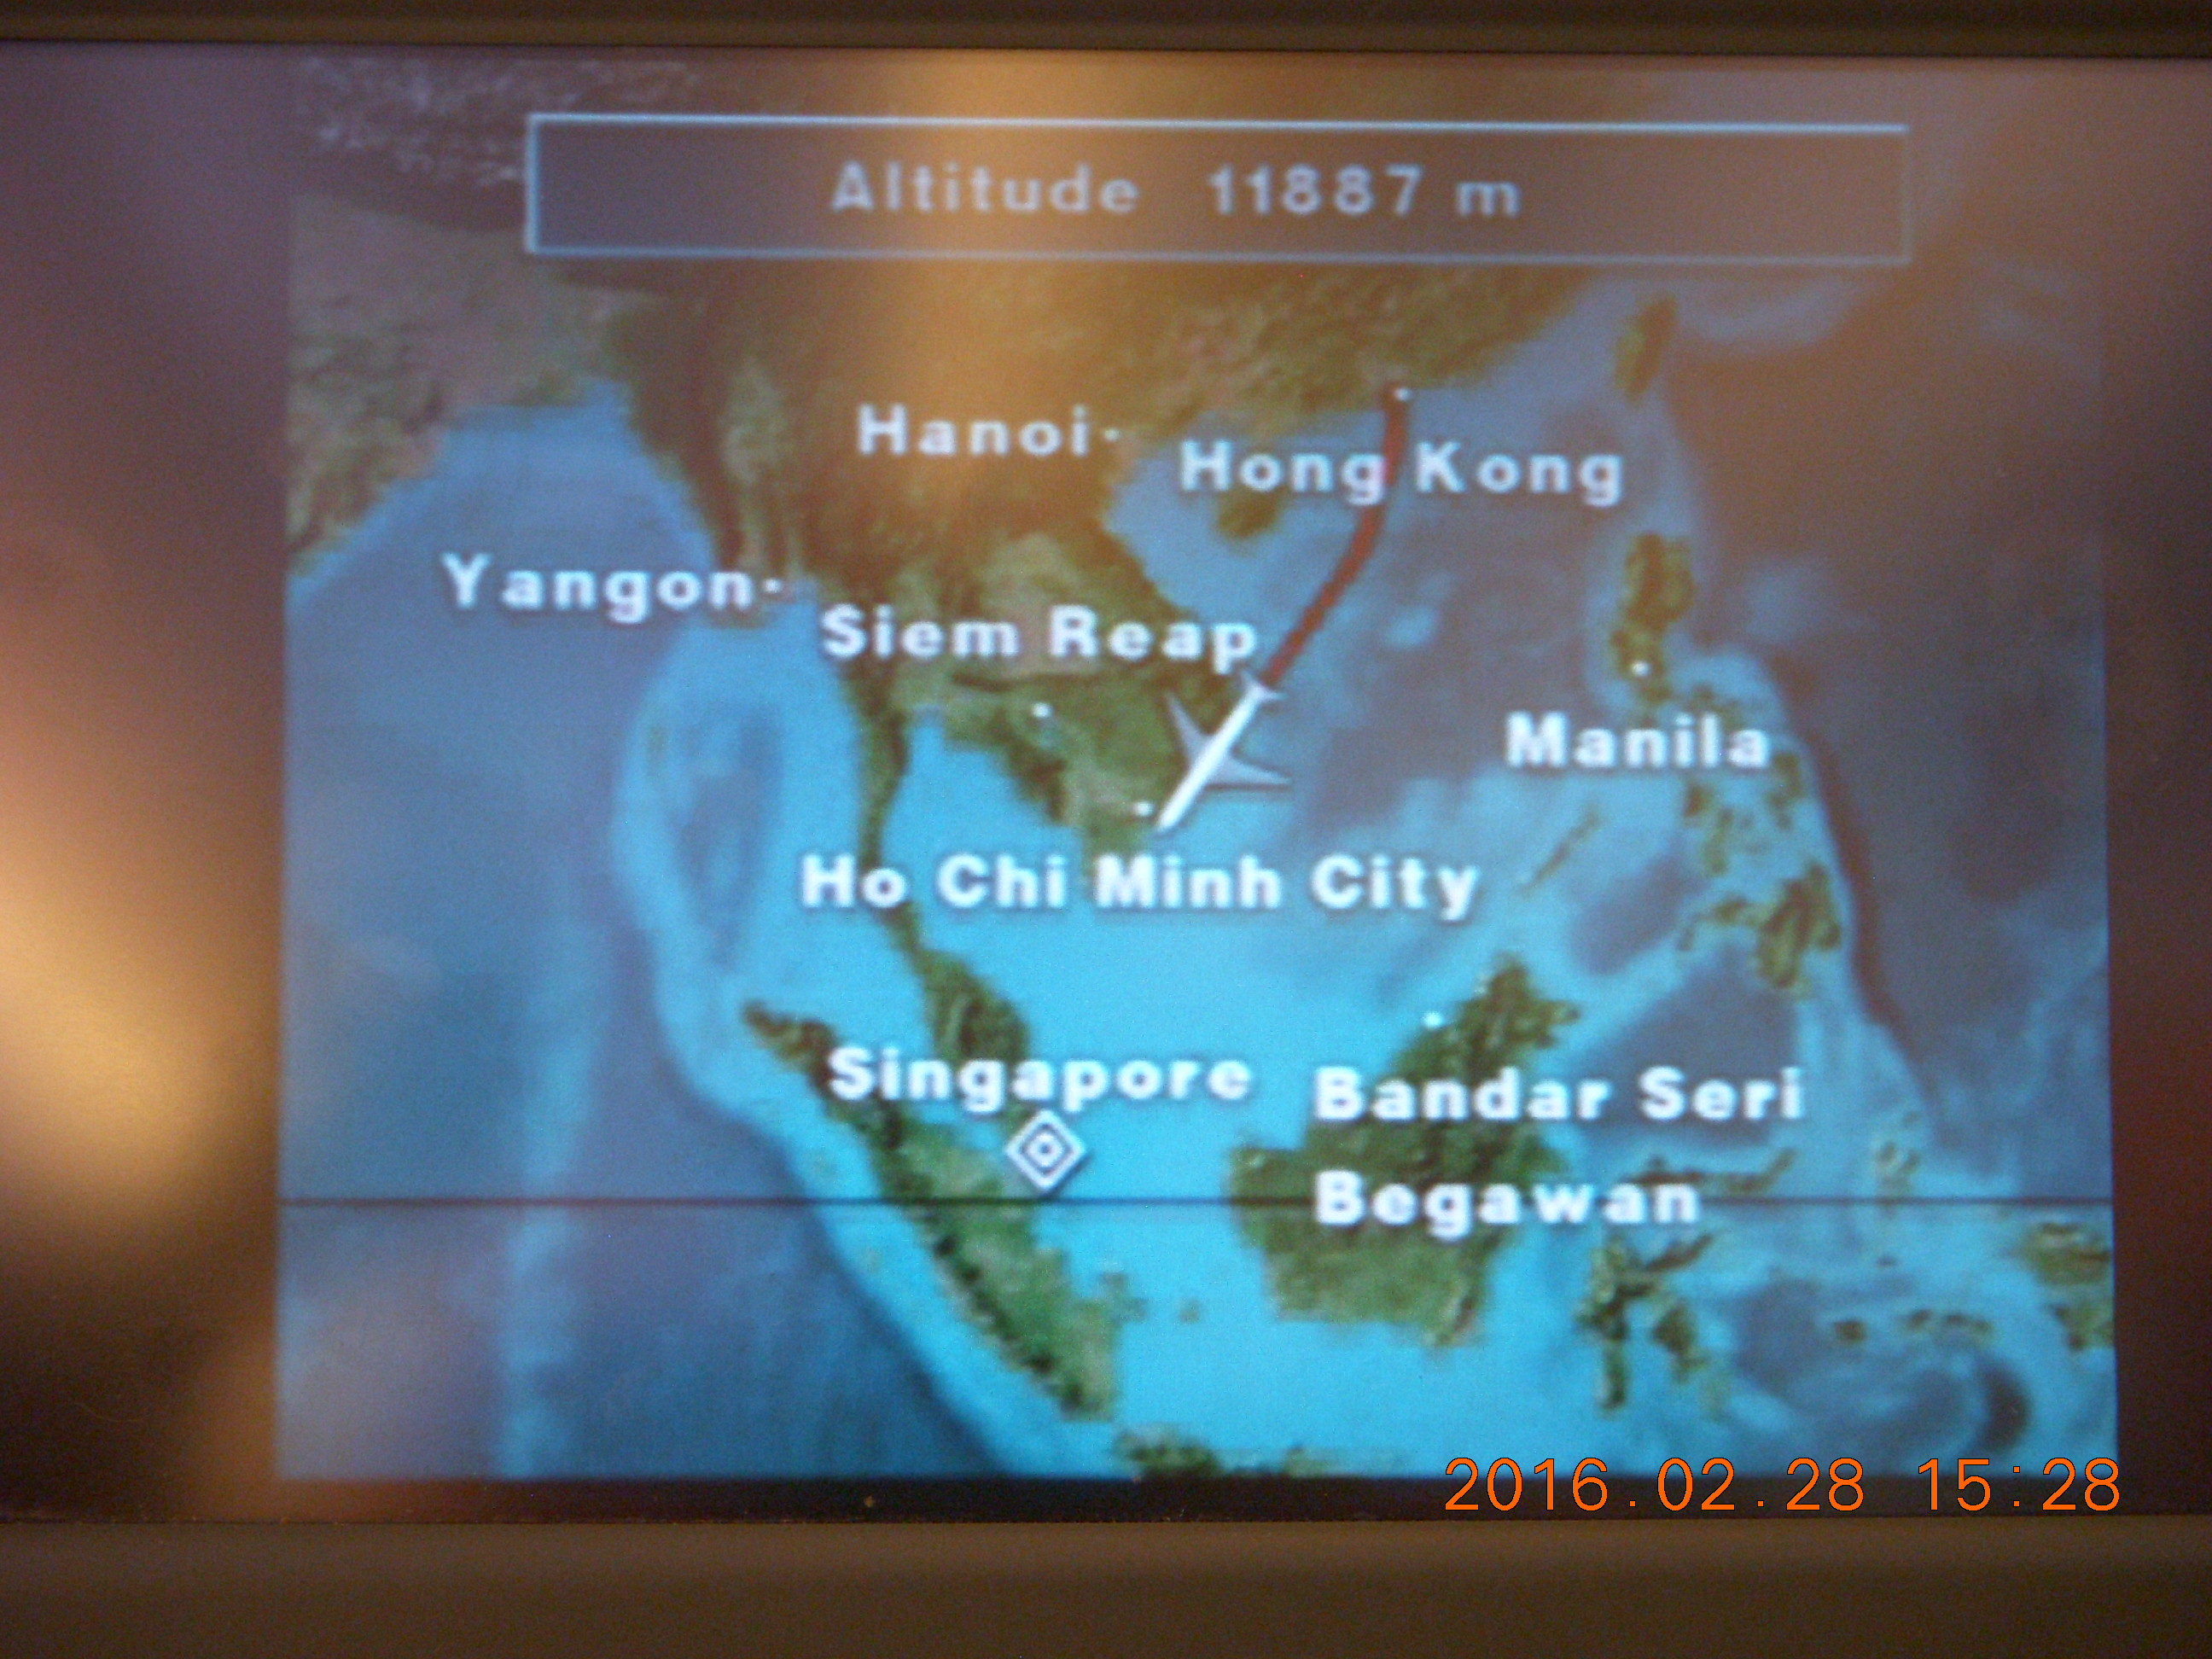 Altitude 11887 m
Hanoi
Hong Kong
Yangon
Siem Reap
Manila
Ho Chi Minh City
Singapore
Bandar Seri
Begawan
2016.02.28 15:28